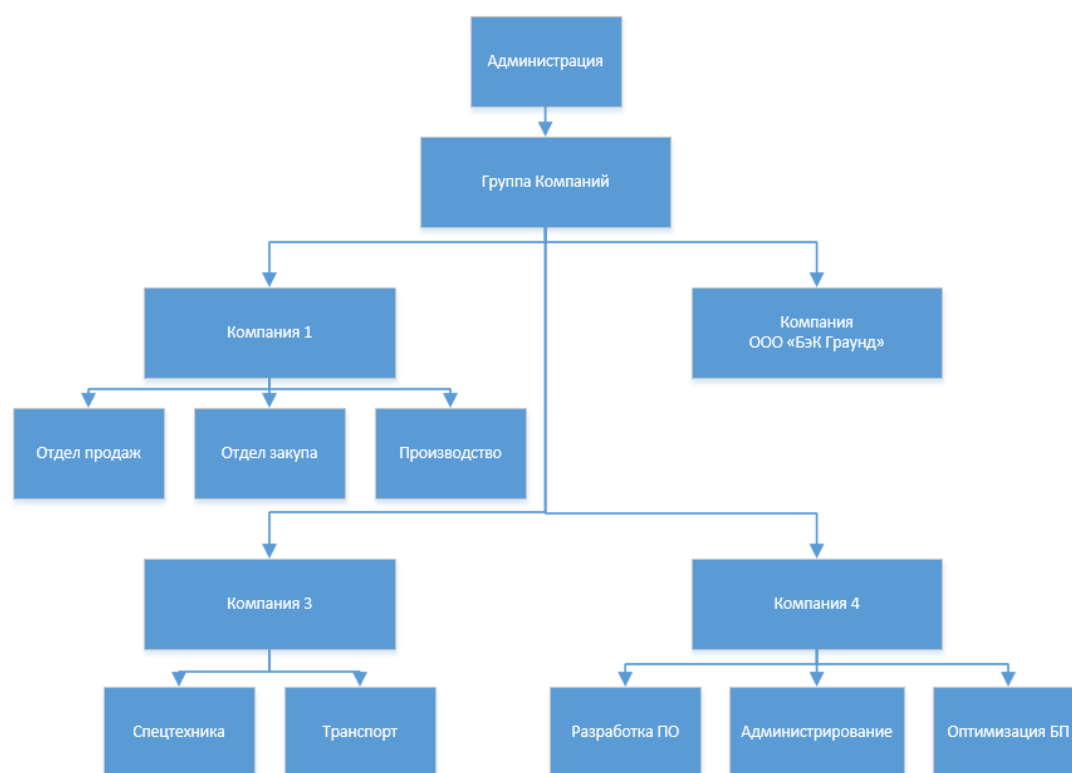 Администрация
Группа Компаний
Компания 1
Компания
ООО «БэК Граунд»
Отдел продаж
Отдел закупа
Производство
Компания 3
Компания 4
Спецтехника
Транспорт
Разработка ПО
Администрирование
Оптимизация БП